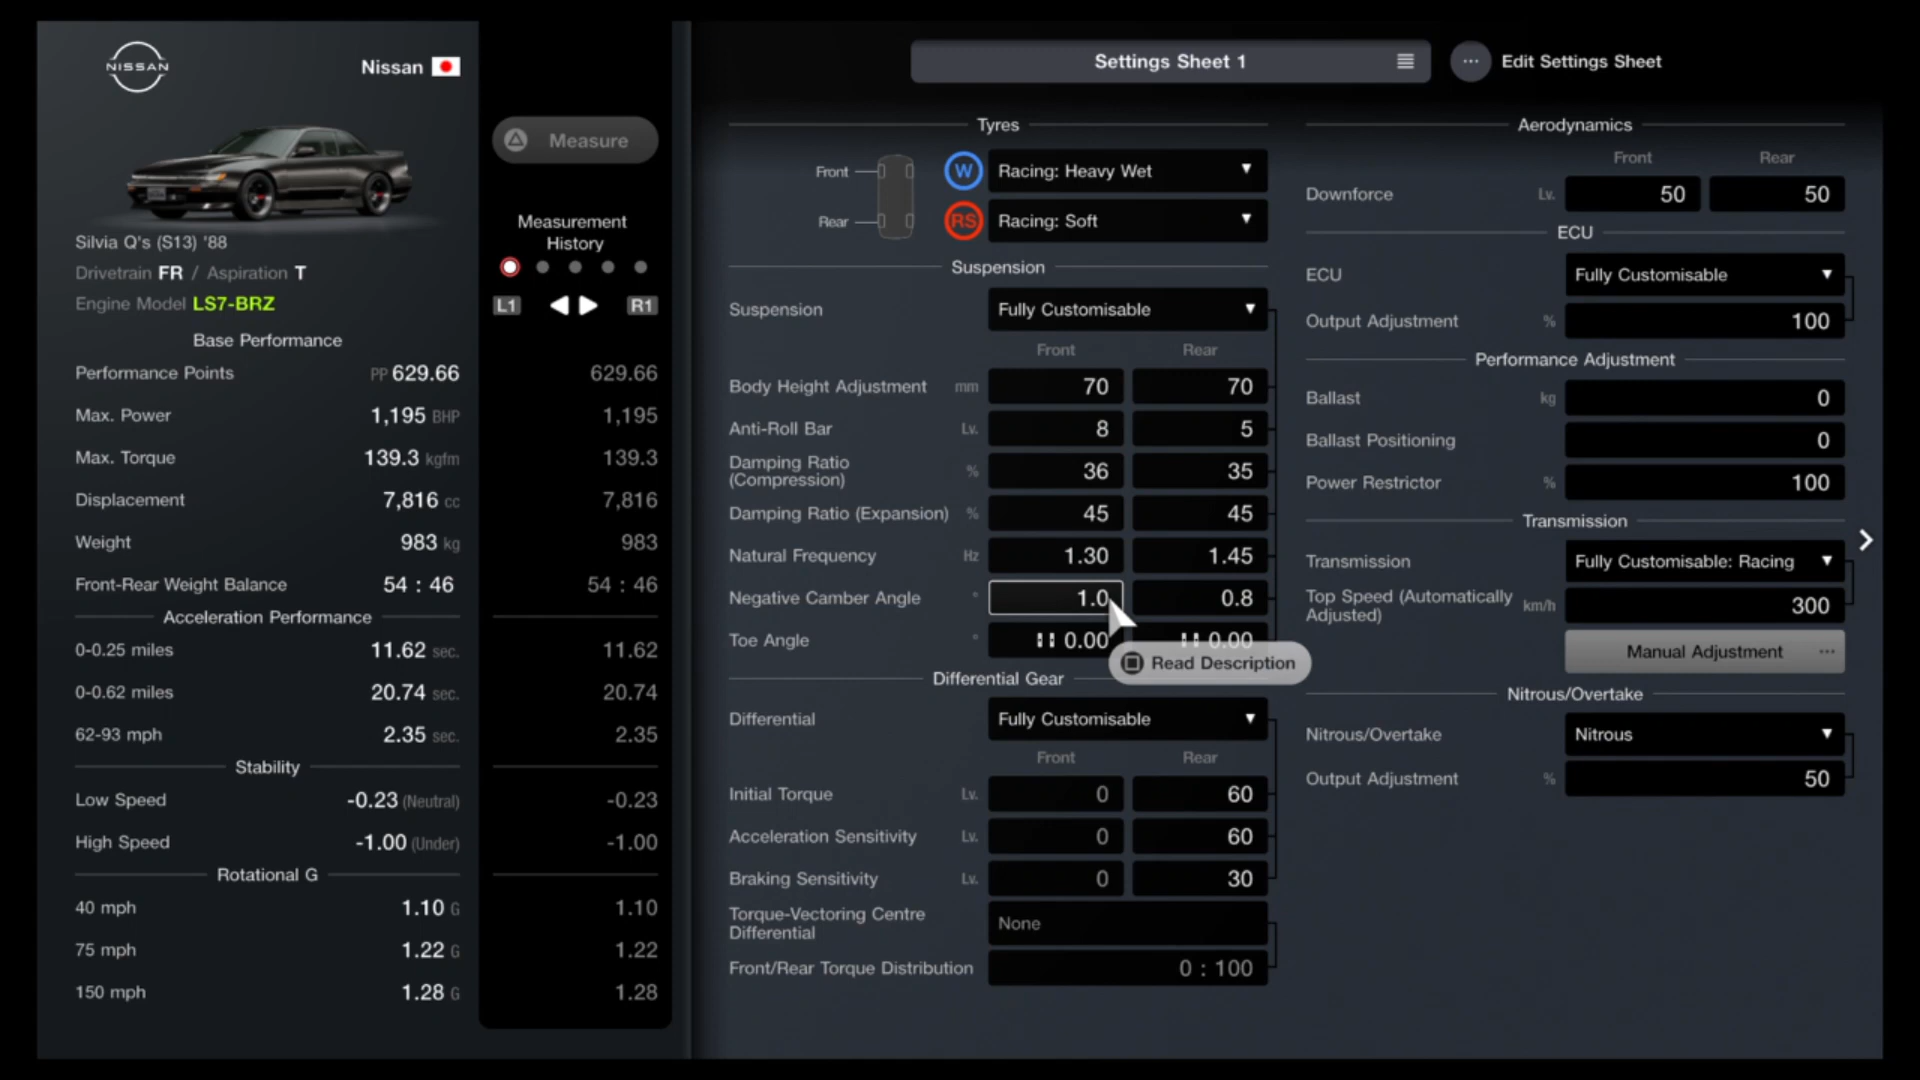 NISSAN
Nissan
Silvia Q's (S13) '88
Drivetrain FR / Aspiration T
Engine Model LS7-BRZ
Base Performance
Performance Points PP 629.66
Max. Power 1,195 BHP
Max. Torque 139.3 kgfm
Displacement 7,816 cc
Weight 983 kg
Front-Rear Weight Balance 54 : 46
Acceleration Performance
0-0.25 miles 11.62 sec.
0-0.62 miles 20.74 sec.
62-93 mph 2.35 sec.
Stability
Low Speed -0.23 (Neutral)
High Speed -1.00 (Under)
Rotational G
40 mph 1.10 G
75 mph 1.22 G
150 mph 1.28 G
Measure
Measurement
History
L1 R1
629.66
1,195
139.3
7,816
983
54 : 46
11.62
20.74
2.35
-0.23
-1.00
1.10
1.22
1.28
Settings Sheet 1
Edit Settings Sheet
Tyres
Front W Racing: Heavy Wet
Rear RS Racing: Soft
Suspension
Suspension Fully Customisable
Front Rear
Body Height Adjustment mm 70 70
Anti-Roll Bar Lv. 8 5
Damping Ratio
(Compression) % 36 35
Damping Ratio (Expansion) % 45 45
Natural Frequency Hz 1.30 1.45
Negative Camber Angle ° 1.0 0.8
Toe Angle ° 0.00 0.00
Read Description
Differential Gear
Differential Fully Customisable
Front Rear
Initial Torque Lv. 0 60
Acceleration Sensitivity Lv. 0 60
Braking Sensitivity Lv. 0 30
Torque-Vectoring Centre
Differential None
Front/Rear Torque Distribution 0 : 100
Aerodynamics
Front Rear
Downforce Lv. 50 50
ECU
ECU Fully Customisable
Output Adjustment % 100
Performance Adjustment
Ballast kg 0
Ballast Positioning 0
Power Restrictor % 100
Transmission
Transmission Fully Customisable: Racing
Top Speed (Automatically
Adjusted) km/h 300
Manual Adjustment
Nitrous/Overtake
Nitrous/Overtake Nitrous
Output Adjustment % 50